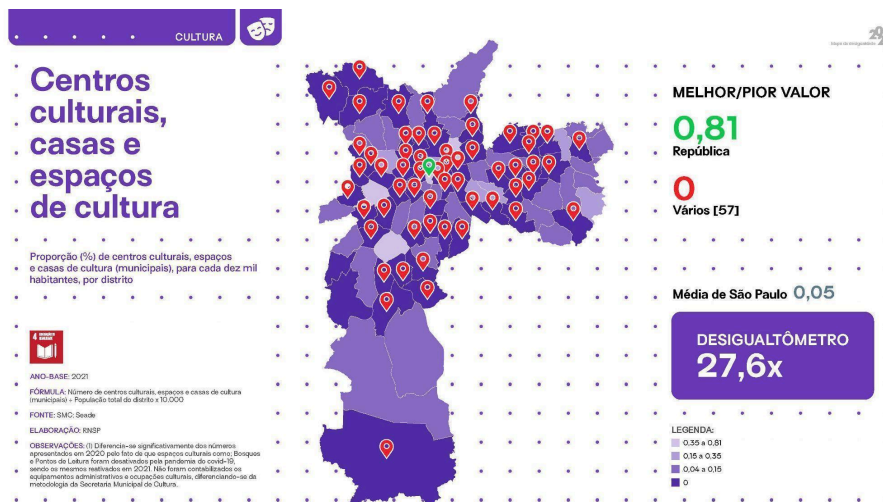 CULTURA
Centros
culturais,
casas e
espaços
de cultura
Proporção (%) de centros culturais, espaços
e casas de cultura (municipais), para cada dez mil
habitantes, por distrito
4
ANO-BASE: 2021
FÓRMULA: Número de centros culturais, espaços e casas de cultura
(municipais) ÷ População total do distrito x 10.000
FONTE: SMC; Seade
ELABORAÇÃO: RNSP
OBSERVAÇÕES: (1) Diferencia-se significativamente dos números
apresentados em 2020 pelo fato de que espaços culturais como, Bosques
e Pontos de Leitura foram desativados pela pandemia do covid-19,
sendo os mesmos reativados em 2021. Não foram contabilizados os
equipamentos administrativos e ocupações culturais, diferenciando-se da
metodologia da Secretaria Municipal de Cultura.
MELHOR/PIOR VALOR
0,81
República
0
Vários [57]
Média de São Paulo 0,05
DESIGUALTÔMETRO
27,6x
LEGENDA:
0,35 a 0,81
0,15 a 0,35
0,04 a 0,15
0